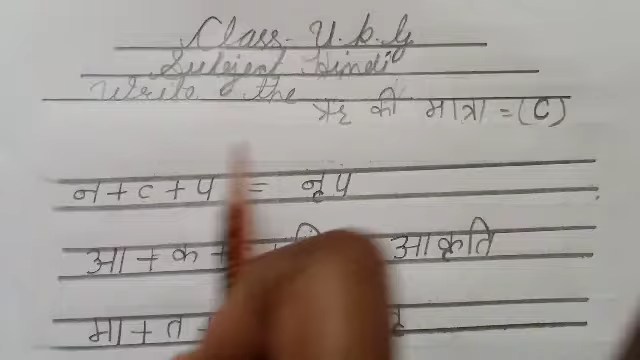 Class U.k.G
Subject Hindi
Write the ऋ की मात्रा = (C)
न + c + प = नृप
आ + क + आकृति
मा + त